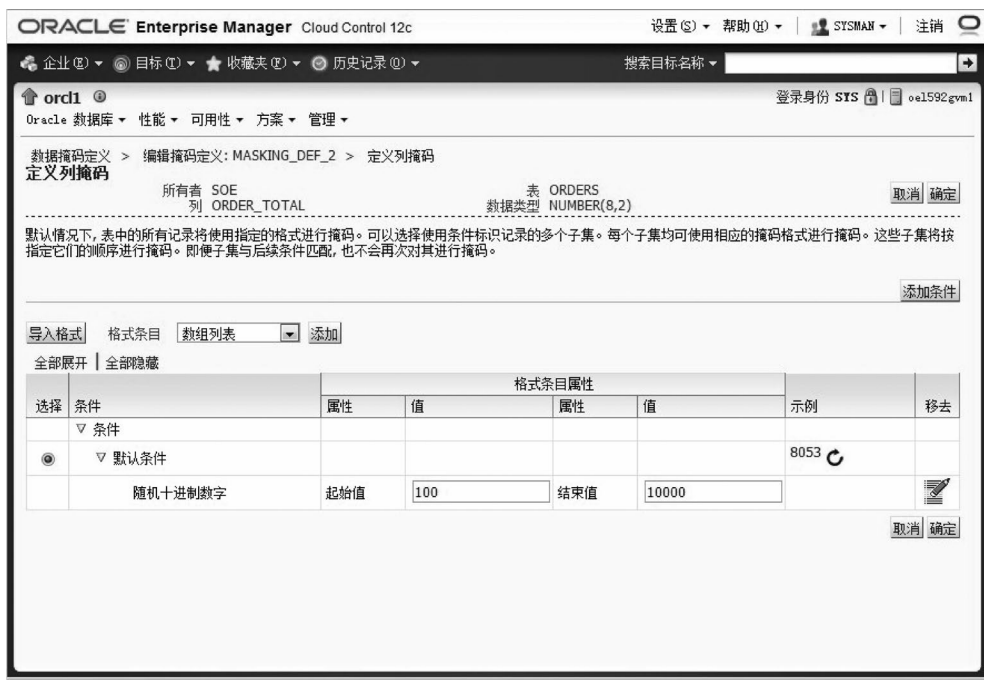 ORACLE Enterprise Manager Cloud Control 12c 设置(S) 帮助(H) SYSMAN 注销
企业(E) 目标(T) 收藏夹(F) 历史记录(O) 搜索目标名称
orcl1 登录身份 SYS oel592gvm1
Oracle 数据库 性能 可用性 方案 管理
数据掩码定义 > 编辑掩码定义: MASKING_DEF_2 > 定义列掩码
定义列掩码
所有者 SOE 表 ORDERS 取消 确定
列 ORDER_TOTAL 数据类型 NUMBER(8,2)
默认情况下, 表中的所有记录将使用指定的格式进行掩码。可以选择使用条件标识记录的多个子集。每个子集均可使用相应的掩码格式进行掩码。这些子集将按
指定它们的顺序进行掩码。即便子集与后续条件匹配, 也不会再次对其进行掩码。
添加条件
导入格式 格式条目 数组列表 添加
全部展开 | 全部隐藏
格式条目属性
选择 条件 属性 值 属性 值 示例 移去
条件
默认条件 8053
随机十进制数字 起始值 100 结束值 10000
取消 确定